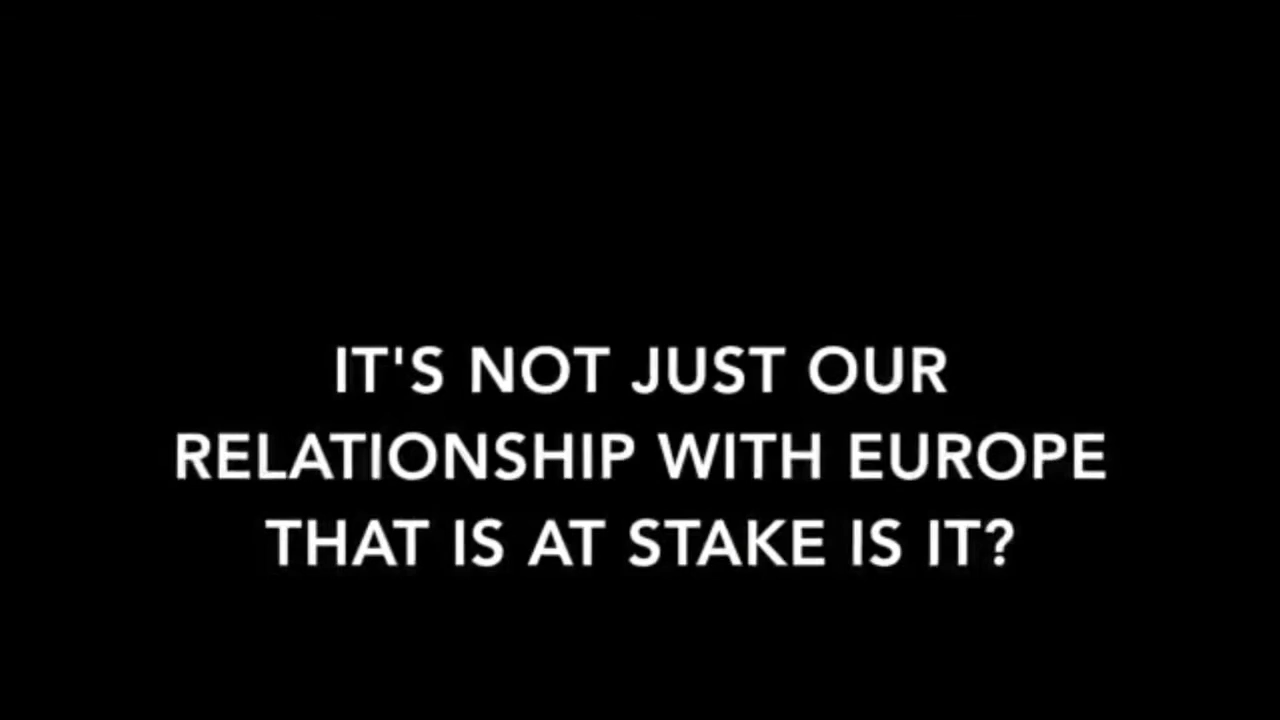 IT'S NOT JUST OUR
RELATIONSHIP WITH EUROPE
THAT IS AT STAKE IS IT?